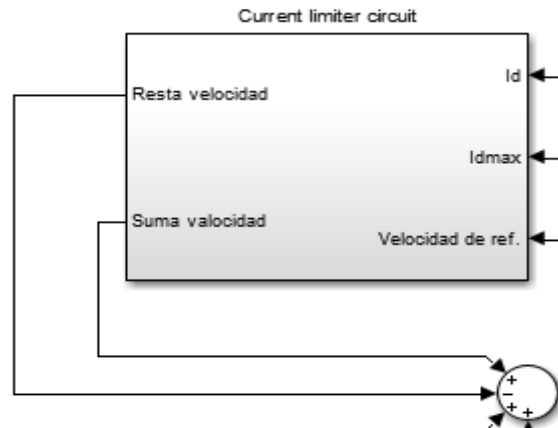 Current limiter circuit
Resta velocidad
Id
Idmax
Suma valocidad
Velocidad de ref.
+
−
+
+